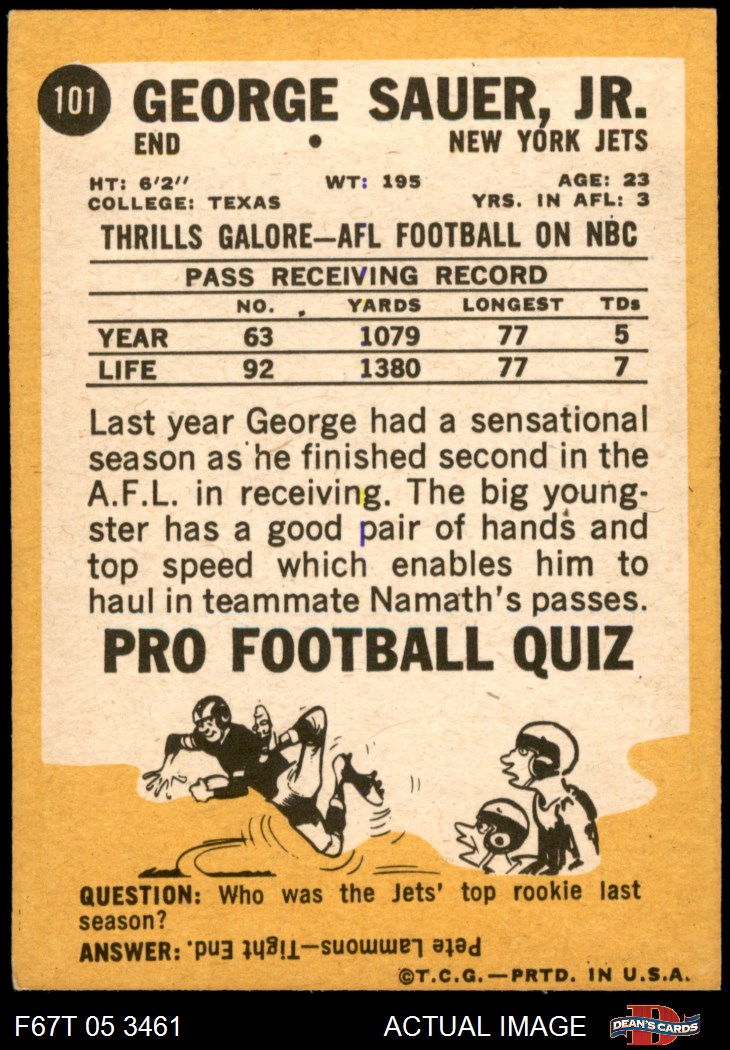 101 GEORGE SAUER, JR.
END • NEW YORK JETS
HT: 6'2" WT: 195 AGE: 23
COLLEGE: TEXAS YRS. IN AFL: 3
THRILLS GALORE—AFL FOOTBALL ON NBC
PASS RECEIVING RECORD
NO. YARDS LONGEST TDs
YEAR 63 1079 77 5
LIFE 92 1380 77 7
Last year George had a sensational
season as he finished second in the
A.F.L. in receiving. The big young-
ster has a good pair of hands and
top speed which enables him to
haul in teammate Namath's passes.
PRO FOOTBALL QUIZ
QUESTION: Who was the Jets' top rookie last
season?
ANSWER: Pete Lammons—Tight End.
©T.C.G.—PRTD. IN U.S.A.
F67T 05 3461 ACTUAL IMAGE D DEAN'S CARDS